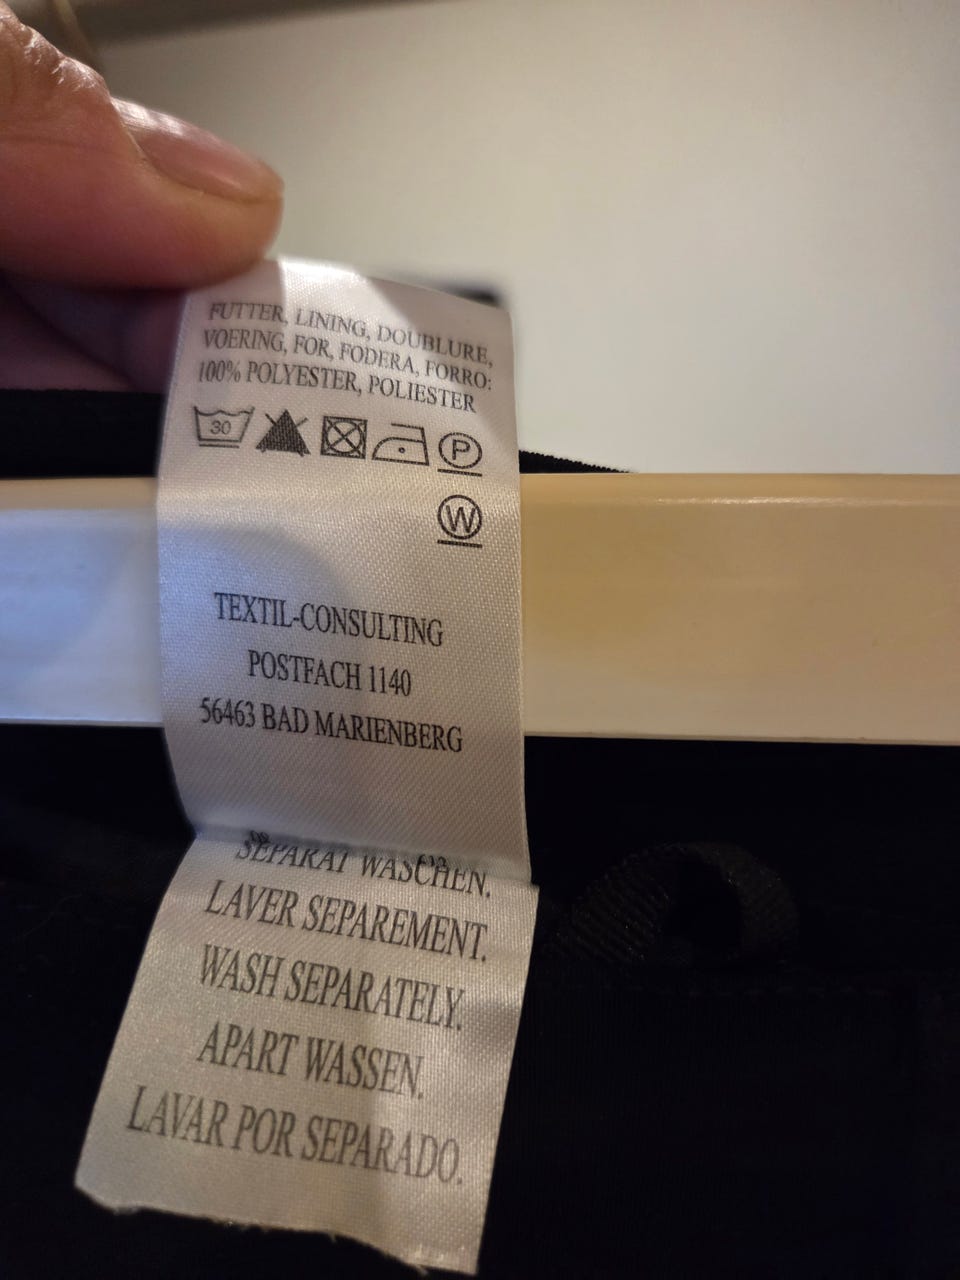 FUTTER, LINING, DOUBLURE,
VOERING, FOR, FODERA, FORRO:
100% POLYESTER, POLIESTER
30
P
W
TEXTIL-CONSULTING
POSTFACH 1140
56463 BAD MARIENBERG
SEPARAT WASCHEN.
LAVER SEPAREMENT.
WASH SEPARATELY.
APART WASSEN.
LAVAR POR SEPARADO.